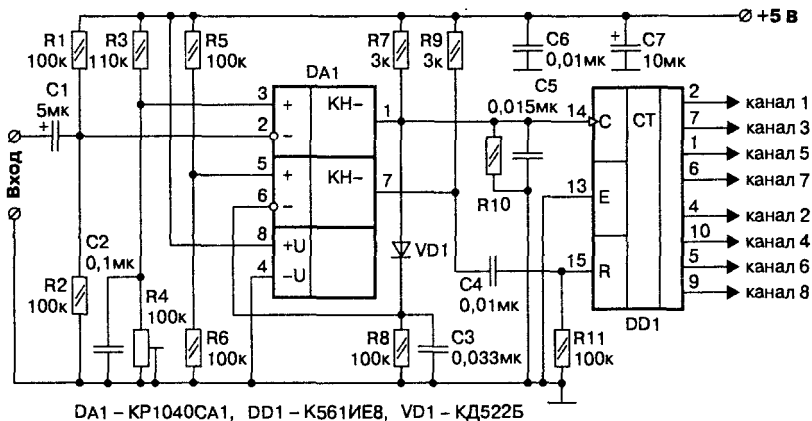 +5 В
R1
100к
R3
110к
R5
100к
R7
3к
R9
3к
C6
0,01мк
C7
10мк
+
C1
5мк
+
DA1
C5
0,015мк
3
+
КН–
1
2
–
5
+
КН–
7
6
–
8
+U
4
–U
14
C
CT
13
E
15
R
DD1
2
канал 1
7
канал 3
1
канал 5
6
канал 7
4
канал 2
10
канал 4
5
канал 6
9
канал 8
Вход
R10
VD1
C4
0,01мк
C2
0,1мк
R2
100к
R4
100к
R6
100к
R8
100к
C3
0,033мк
R11
100к
DA1 – КР1040СА1, DD1 – К561ИЕ8, VD1 – КД522Б